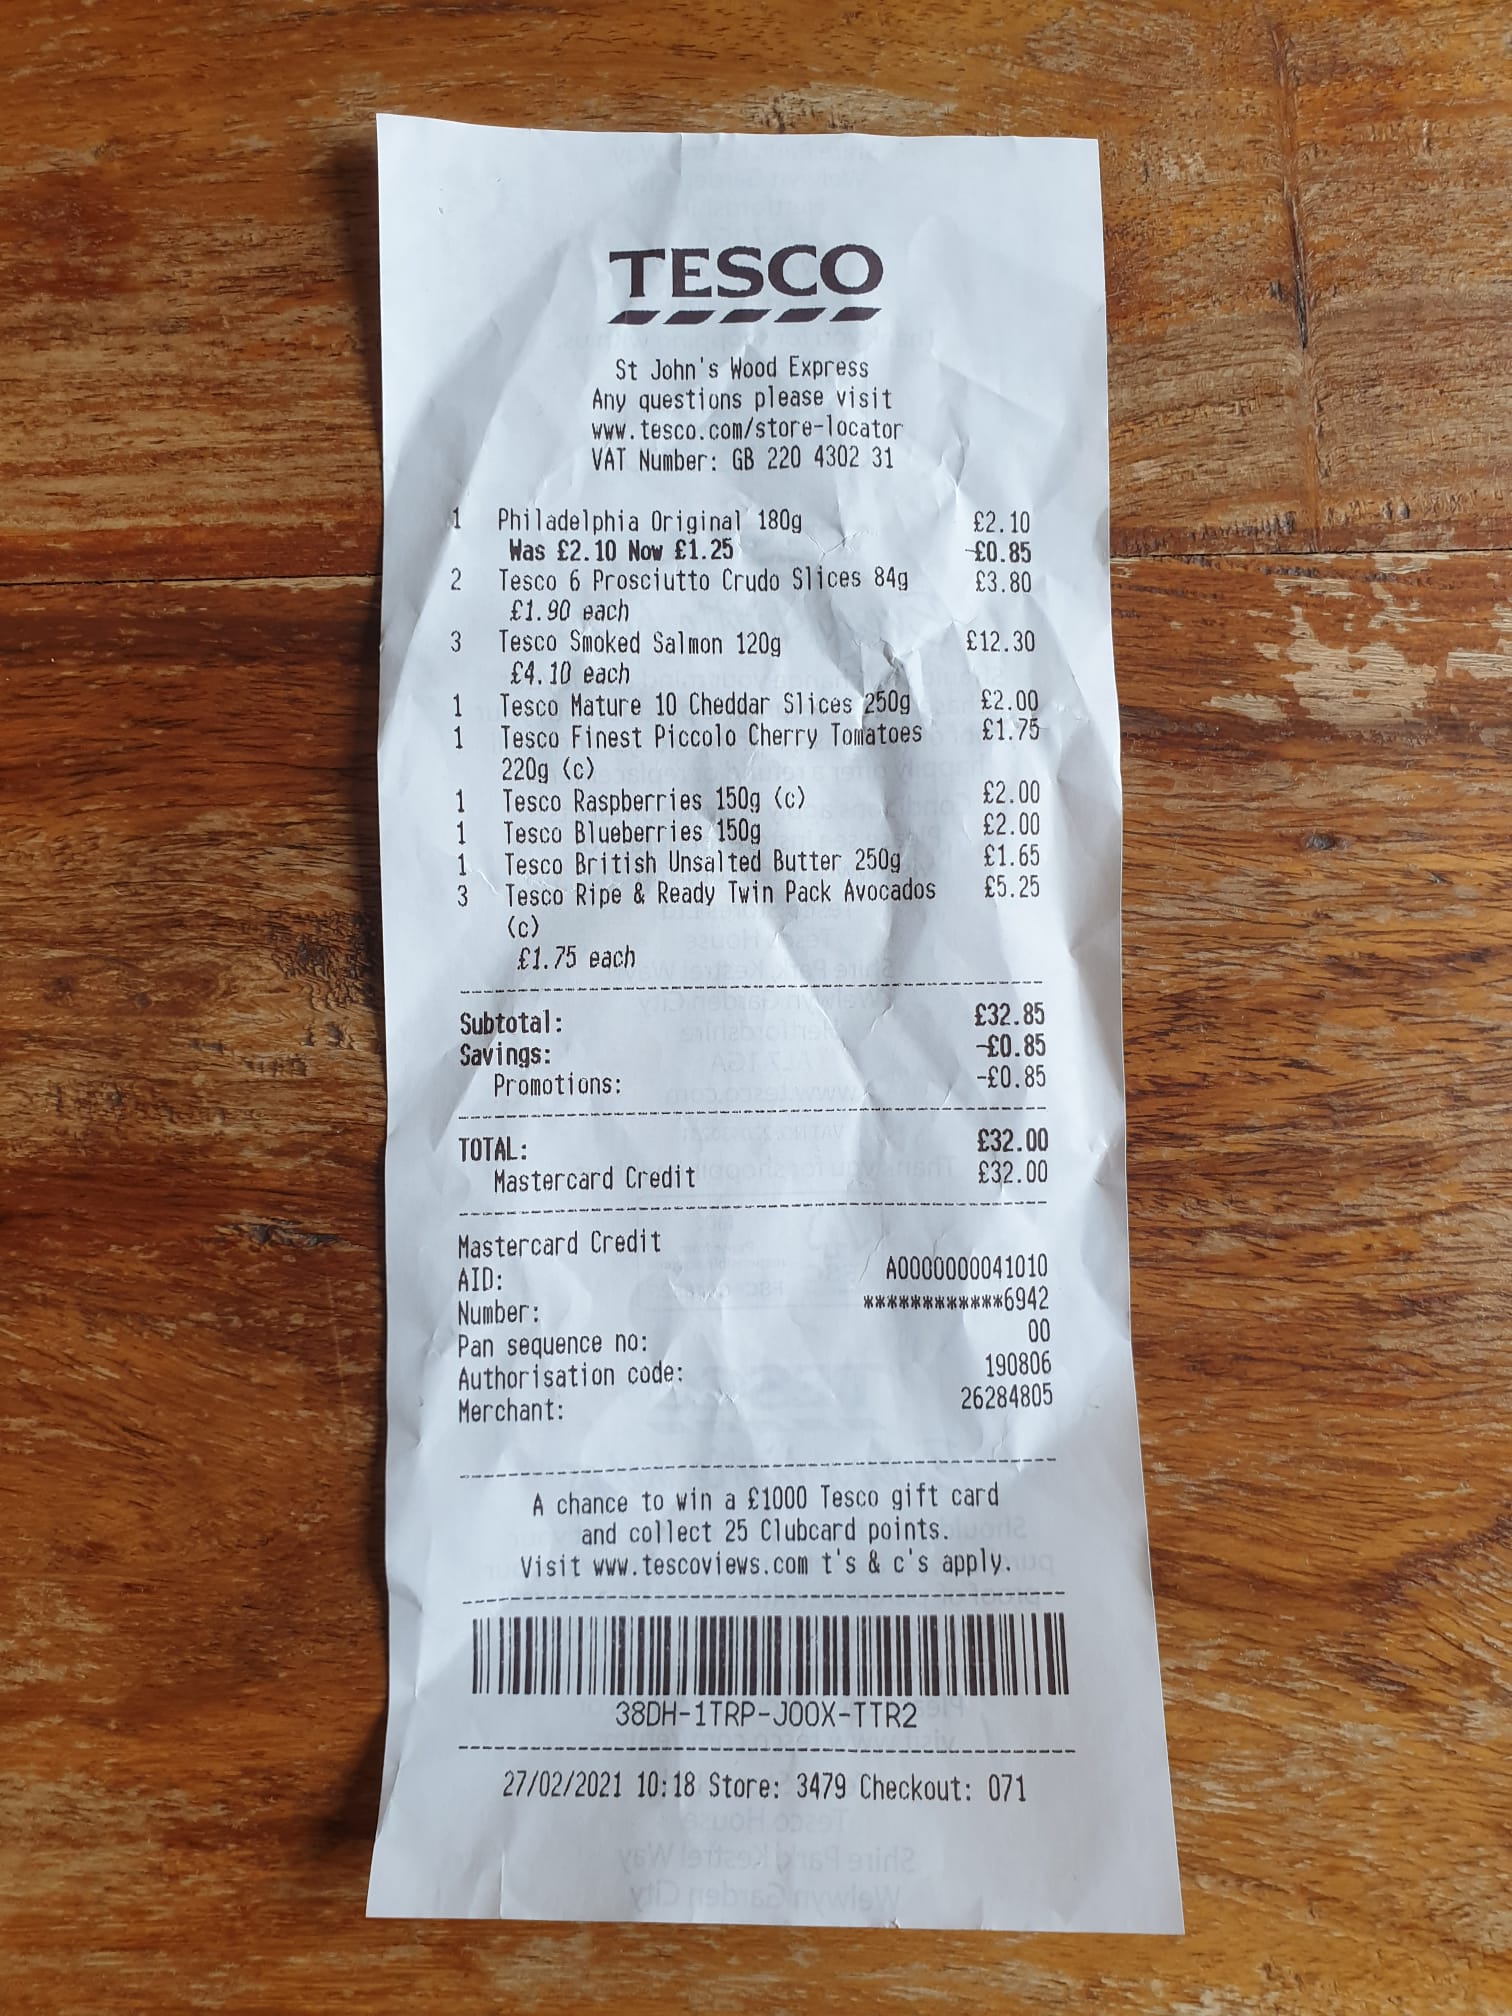 TESCO
St John's Wood Express
Any questions please visit
www.tesco.com/store-locator
VAT Number: GB 220 4302 31
1 Philadelphia Original 180g £2.10
Was £2.10 Now £1.25 -£0.85
2 Tesco 6 Prosciutto Crudo Slices 84g £3.80
£1.90 each
3 Tesco Smoked Salmon 120g £12.30
£4.10 each
1 Tesco Mature 10 Cheddar Slices 250g £2.00
1 Tesco Finest Piccolo Cherry Tomatoes £1.75
220g (c)
1 Tesco Raspberries 150g (c) £2.00
1 Tesco Blueberries 150g £2.00
1 Tesco British Unsalted Butter 250g £1.65
3 Tesco Ripe & Ready Twin Pack Avocados £5.25
(c)
£1.75 each
Subtotal: £32.85
Savings: -£0.85
Promotions: -£0.85
TOTAL: £32.00
Mastercard Credit £32.00
Mastercard Credit
AID: A0000000041010
Number: ************6942
Pan sequence no: 00
Authorisation code: 190806
Merchant: 26284805
A chance to win a £1000 Tesco gift card
and collect 25 Clubcard points.
Visit www.tescoviews.com t's & c's apply.
38DH-1TRP-JOOX-TTR2
27/02/2021 10:18 Store: 3479 Checkout: 071